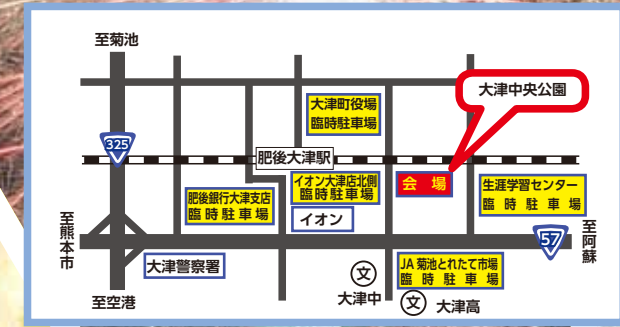 至菊池
大津中央公園
大津町役場
臨時駐車場
325
肥後大津駅
イオン大津店北側
臨時駐車場
会場
生涯学習センター
臨時駐車場
肥後銀行大津支店
臨時駐車場
イオン
至熊本市
至阿蘇
57
大津警察署
JA菊池とれたて市場
臨時駐車場
文
大津中
至空港
文
大津高